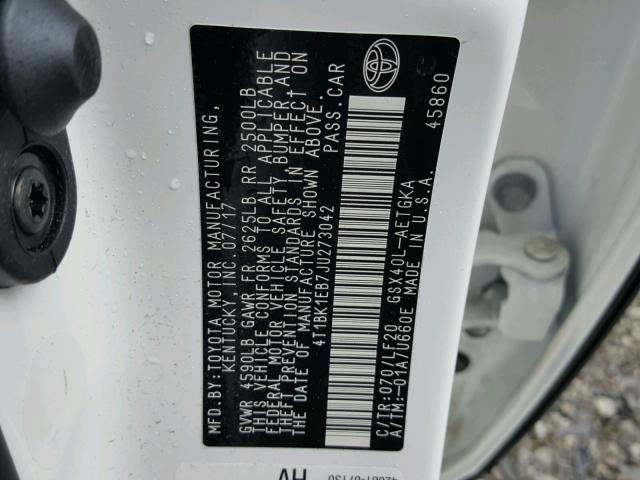 MFD. BY: TOYOTA MOTOR MANUFACTURING,
KENTUCKY, INC. 07/17
GVWR 4590LB GAWR FR 2625LB RR 2500LB
THIS VEHICLE CONFORMS TO ALL APPLICABLE
FEDERAL MOTOR VEHICLE SAFETY, BUMPER, AND
THEFT PREVENTION STANDARDS IN EFFECT ON
THE DATE OF MANUFACTURE SHOWN ABOVE.
4T1BK1EB7JU273042 PASS. CAR
C/TR: 070/LF20 GSX40L-AETGKA 45860
A/TM: -01A/U660E MADE IN U.S.A.
AH